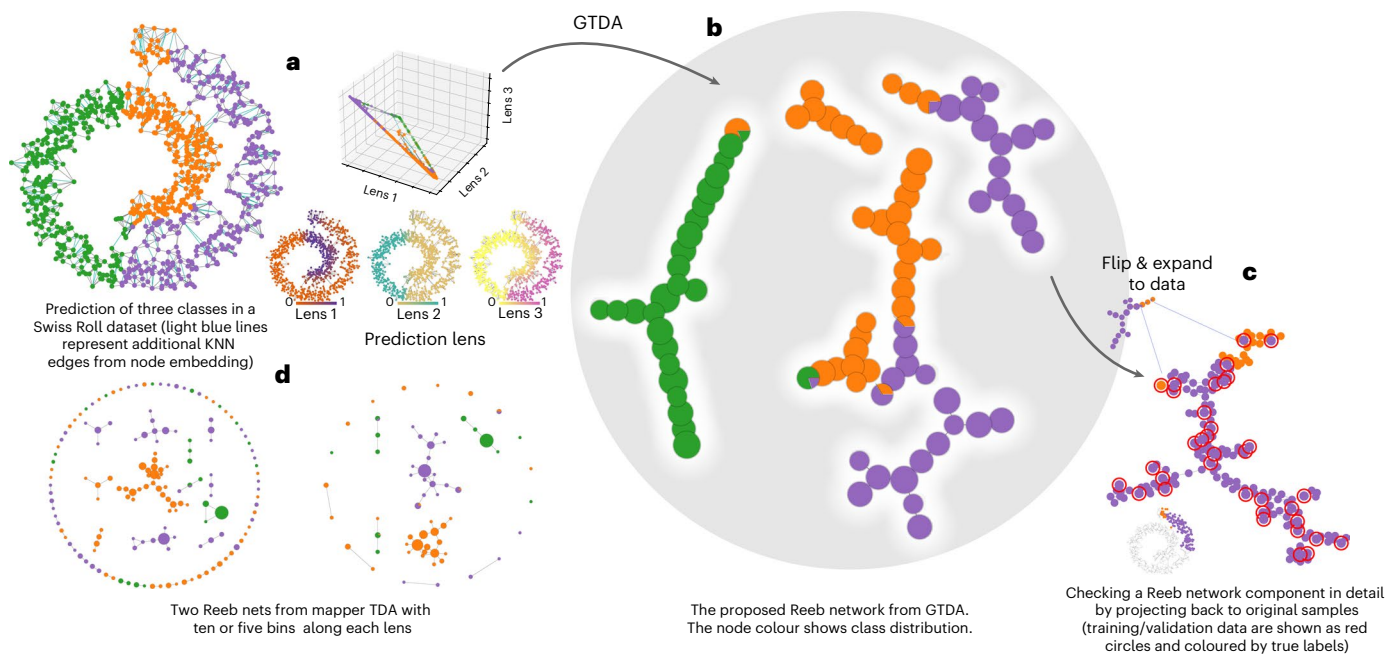 a
Lens 3
Lens 2
Lens 1
GTDA
b
0 1
Lens 1
0 1
Lens 2
0 1
Lens 3
Prediction lens
Prediction of three classes in a
Swiss Roll dataset (light blue lines
represent additional KNN
edges from node embedding)
Flip & expand
to data
c
d
Two Reeb nets from mapper TDA with
ten or five bins along each lens
The proposed Reeb network from GTDA.
The node colour shows class distribution.
Checking a Reeb network component in detail
by projecting back to original samples
(training/validation data are shown as red
circles and coloured by true labels)